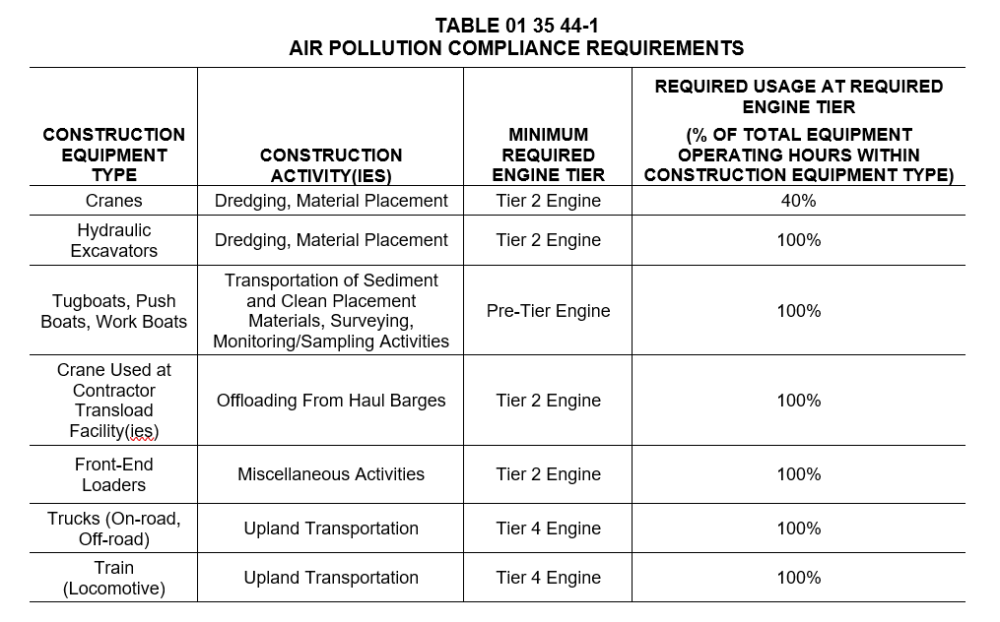 TABLE 01 35 44-1
AIR POLLUTION COMPLIANCE REQUIREMENTS
CONSTRUCTION
EQUIPMENT
TYPE
CONSTRUCTION
ACTIVITY(IES)
MINIMUM
REQUIRED
ENGINE TIER
REQUIRED USAGE AT REQUIRED
ENGINE TIER
(% OF TOTAL EQUIPMENT
OPERATING HOURS WITHIN
CONSTRUCTION EQUIPMENT TYPE)
Cranes
Dredging, Material Placement
Tier 2 Engine
40%
Hydraulic
Excavators
Dredging, Material Placement
Tier 2 Engine
100%
Tugboats, Push
Boats, Work Boats
Transportation of Sediment
and Clean Placement
Materials, Surveying,
Monitoring/Sampling Activities
Pre-Tier Engine
100%
Crane Used at
Contractor
Transload
Facility(ies)
Offloading From Haul Barges
Tier 2 Engine
100%
Front-End
Loaders
Miscellaneous Activities
Tier 2 Engine
100%
Trucks (On-road,
Off-road)
Upland Transportation
Tier 4 Engine
100%
Train
(Locomotive)
Upland Transportation
Tier 4 Engine
100%